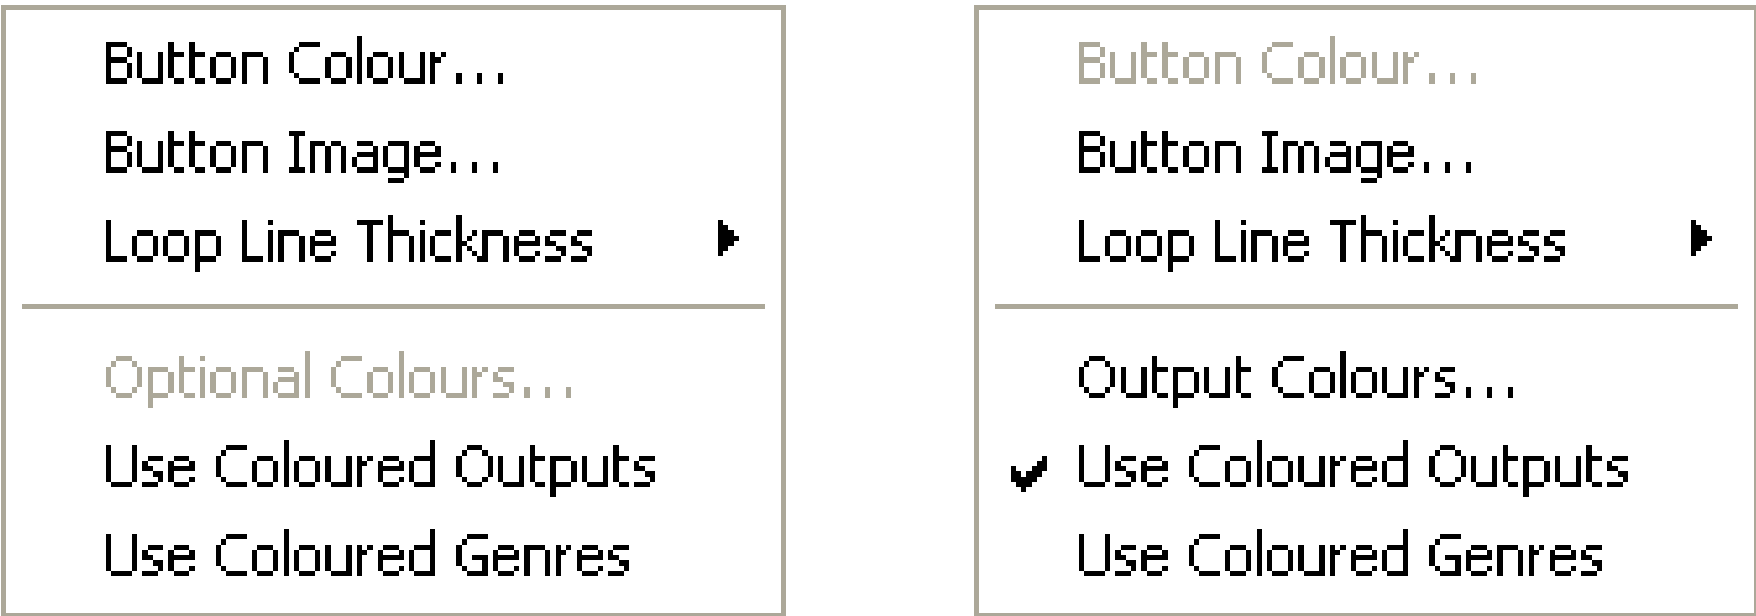 Button Colour...
Button Image...
Loop Line Thickness
Optional Colours...
Use Coloured Outputs
Use Coloured Genres
Button Colour...
Button Image...
Loop Line Thickness
Output Colours...
Use Coloured Outputs
Use Coloured Genres